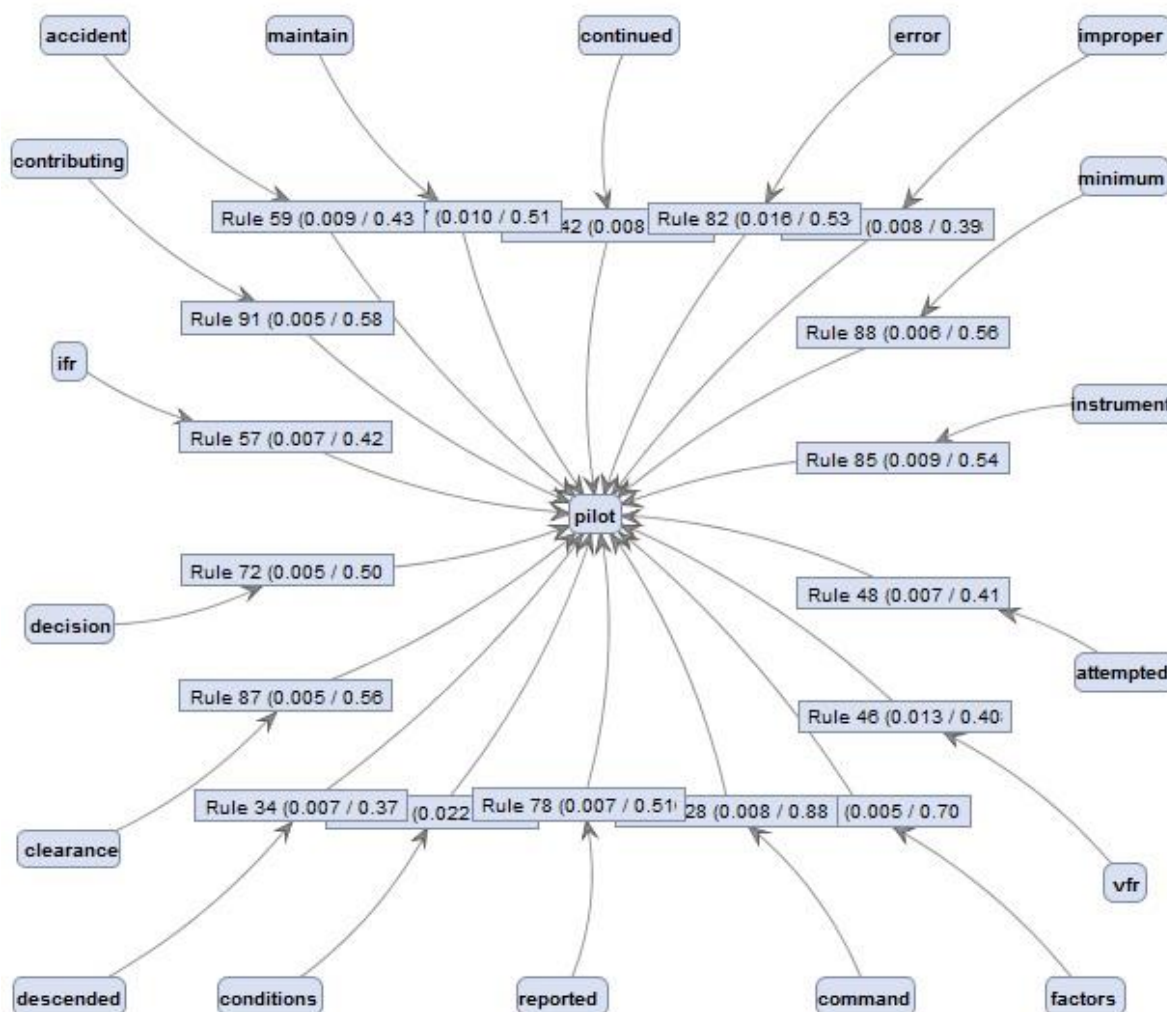 accident
maintain
continued
error
improper
contributing
minimum
Rule 59 (0.009 / 0.43
(0.010 / 0.51
42 (0.008
Rule 82 (0.016 / 0.53
(0.008 / 0.39
Rule 91 (0.005 / 0.58
Rule 88 (0.006 / 0.56
ifr
instrument
Rule 57 (0.007 / 0.42
Rule 85 (0.009 / 0.54
pilot
Rule 72 (0.005 / 0.50
Rule 48 (0.007 / 0.41
decision
attempted
Rule 87 (0.005 / 0.56
Rule 46 (0.013 / 0.40
Rule 34 (0.007 / 0.37
(0.022
Rule 78 (0.007 / 0.51
28 (0.008 / 0.88
(0.005 / 0.70
clearance
vfr
descended
conditions
reported
command
factors